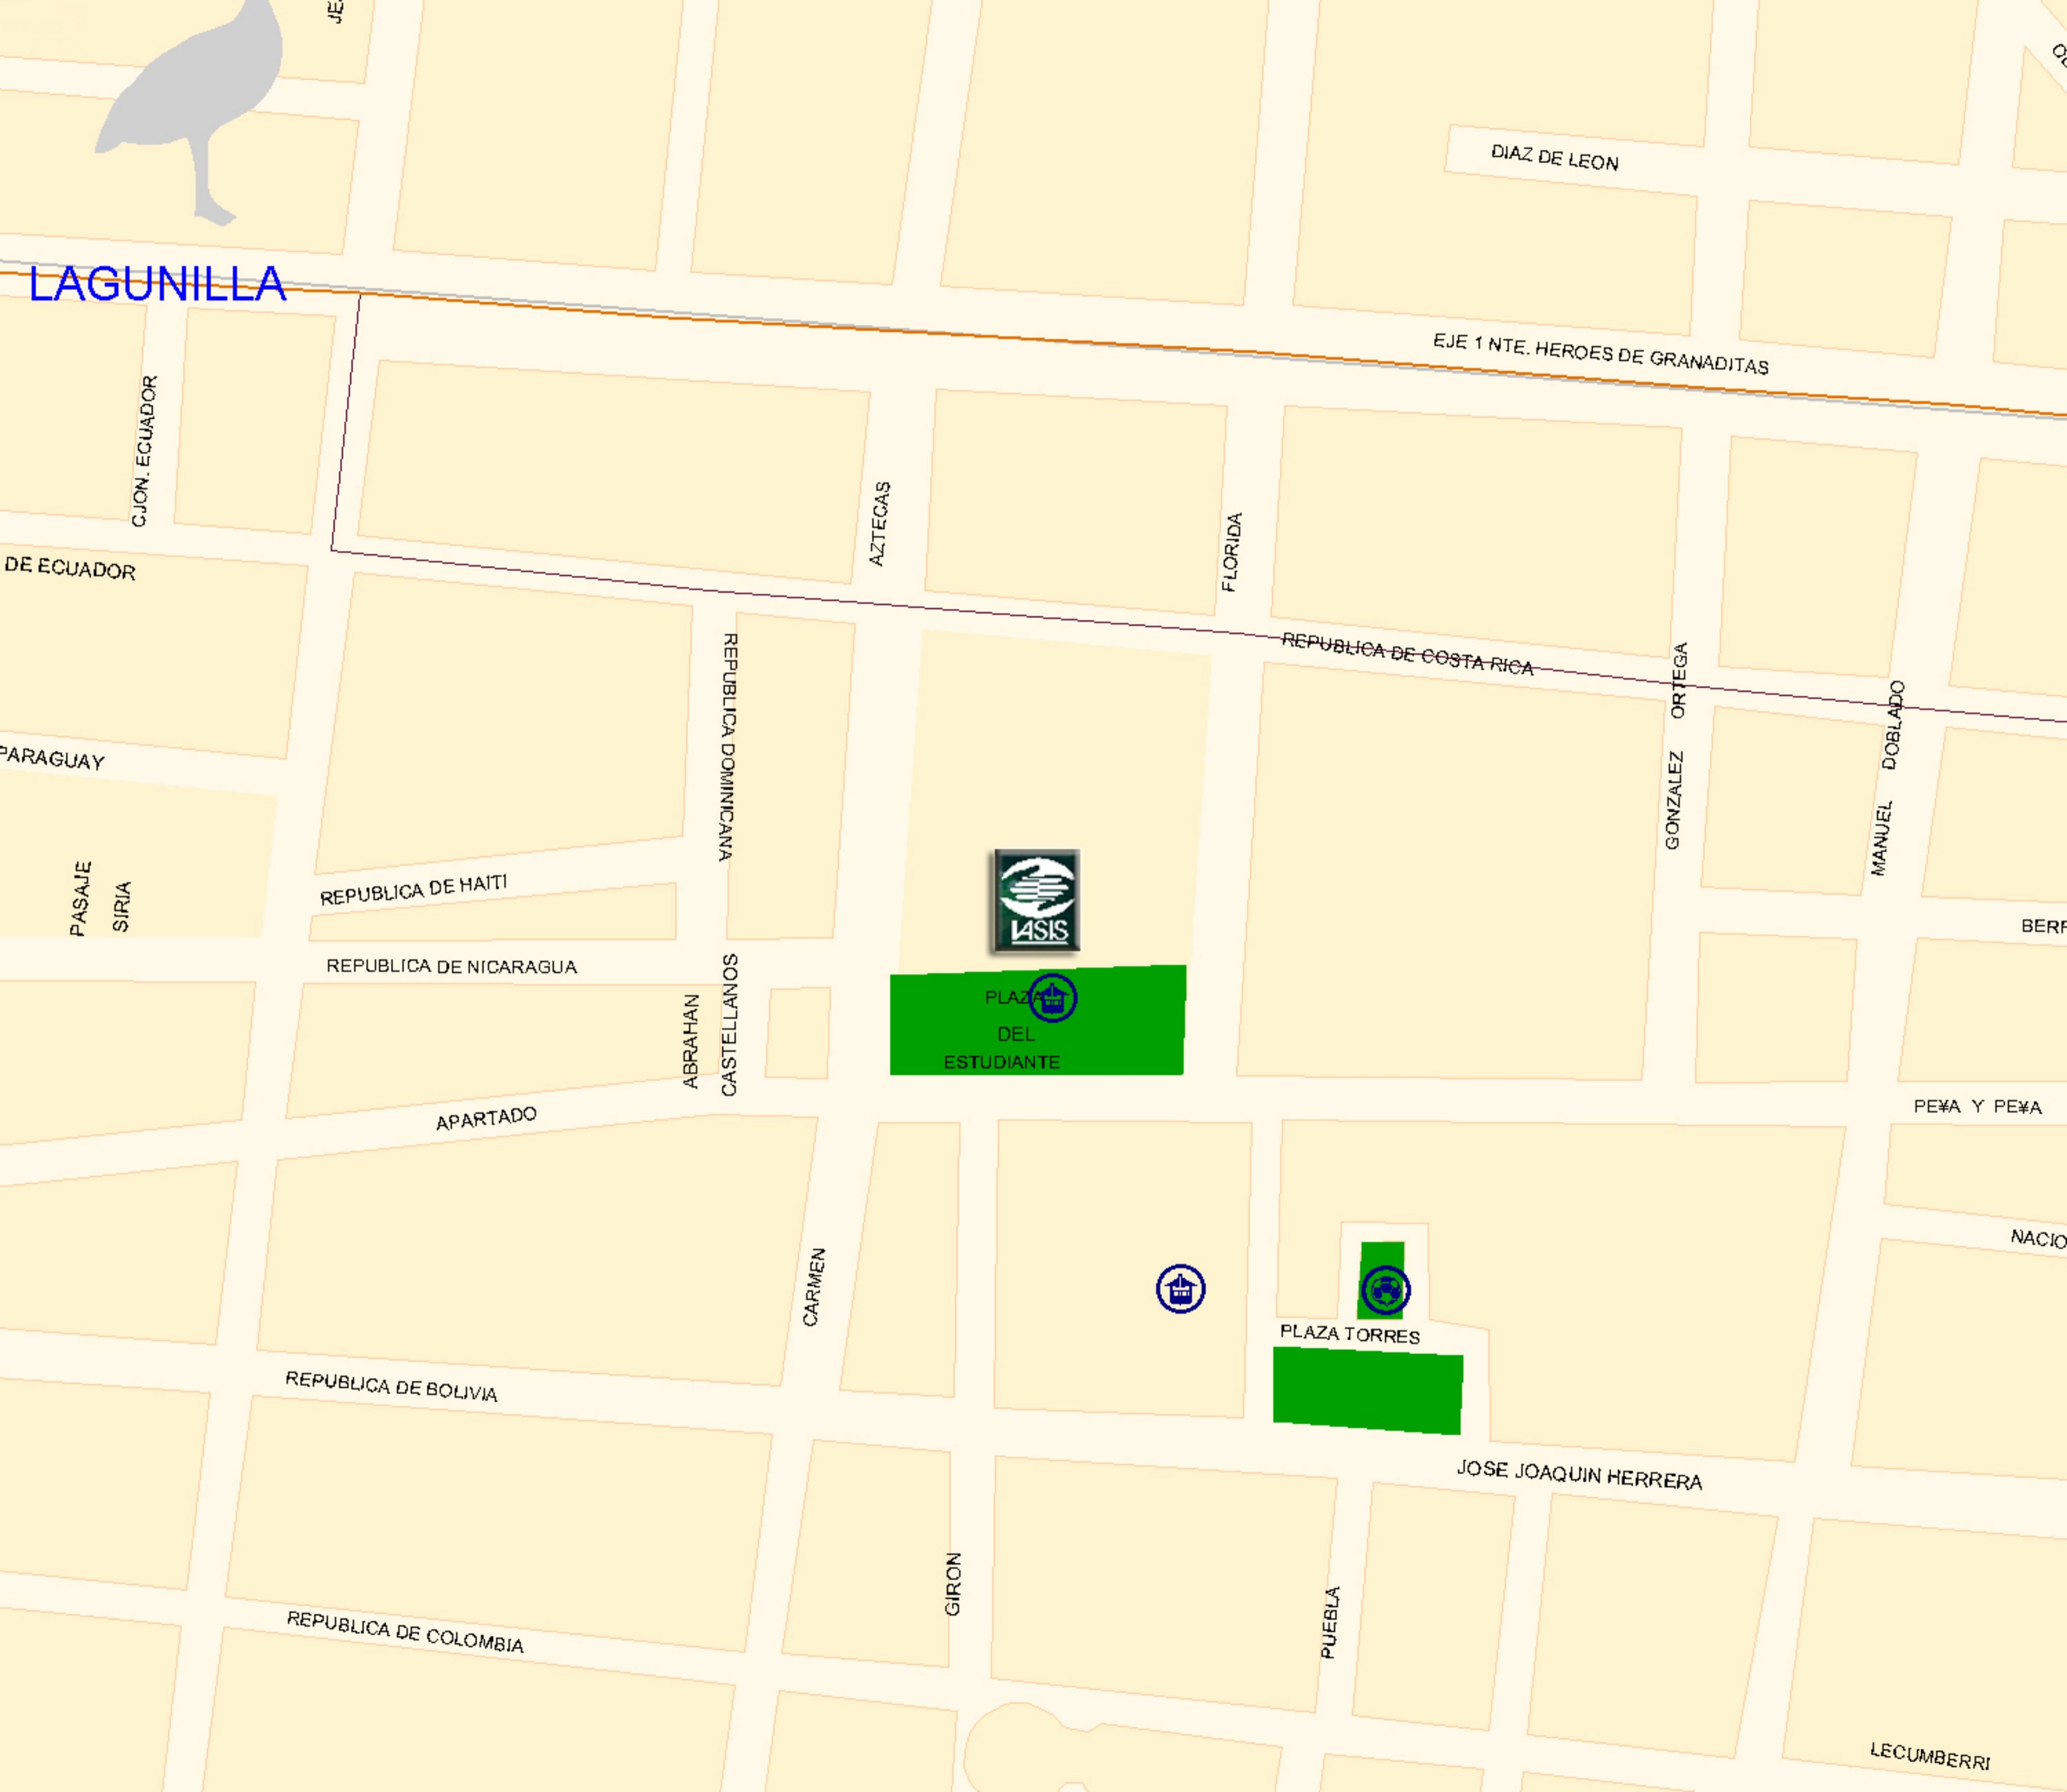 DIAZ DE LEON
LAGUNILLA
EJE 1 NTE. HEROES DE GRANADITAS
CJON. ECUADOR
AZTECAS
FLORIDA
DE ECUADOR
REPUBLICA DE COSTA RICA
REPUBLICA DOMINICANA
GONZALEZ ORTEGA
MANUEL DOBLADO
PARAGUAY
PASAJE
SIRIA
REPUBLICA DE HAITI
IASIS
REPUBLICA DE NICARAGUA
PLAZA
DEL
ESTUDIANTE
ABRAHAN
CASTELLANOS
APARTADO
PE¥A Y PE¥A
CARMEN
PLAZA TORRES
REPUBLICA DE BOLIVIA
JOSE JOAQUIN HERRERA
GIRON
PUEBLA
REPUBLICA DE COLOMBIA
LECUMBERRI